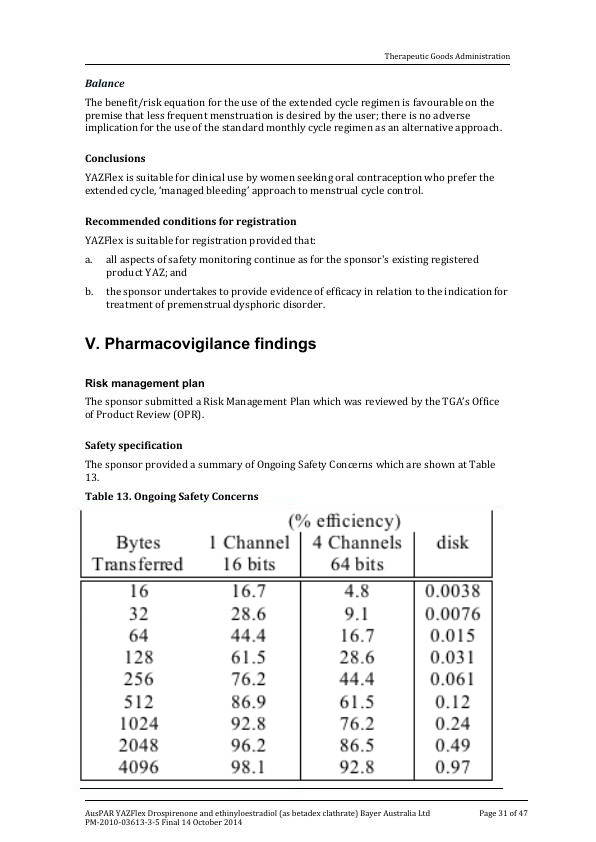 Therapeutic Goods Administration
Balance
The benefit/risk equation for the use of the extended cycle regimen is favourable on the
premise that less frequent menstruation is desired by the user; there is no adverse
implication for the use of the standard monthly cycle regimen as an alternative approach.
Conclusions
YAZFlex is suitable for clinical use by women seeking oral contraception who prefer the
extended cycle, 'managed bleeding' approach to menstrual cycle control.
Recommended conditions for registration
YAZFlex is suitable for registration provided that:
a. all aspects of safety monitoring continue as for the sponsor's existing registered
product YAZ; and
b. the sponsor undertakes to provide evidence of efficacy in relation to the indication for
treatment of premenstrual dysphoric disorder.
V. Pharmacovigilance findings
Risk management plan
The sponsor submitted a Risk Management Plan which was reviewed by the TGA's Office
of Product Review (OPR).
Safety specification
The sponsor provided a summary of Ongoing Safety Concerns which are shown at Table
13.
Table 13. Ongoing Safety Concerns
(% efficiency)
Bytes 1 Channel 4 Channels disk
Transferred 16 bits 64 bits
16 16.7 4.8 0.0038
32 28.6 9.1 0.0076
64 44.4 16.7 0.015
128 61.5 28.6 0.031
256 76.2 44.4 0.061
512 86.9 61.5 0.12
1024 92.8 76.2 0.24
2048 96.2 86.5 0.49
4096 98.1 92.8 0.97
AusPAR YAZFlex Drospirenone and ethinyloestradiol (as betadex clathrate) Bayer Australia Ltd Page 31 of 47
PM-2010-03613-3-5 Final 14 October 2014